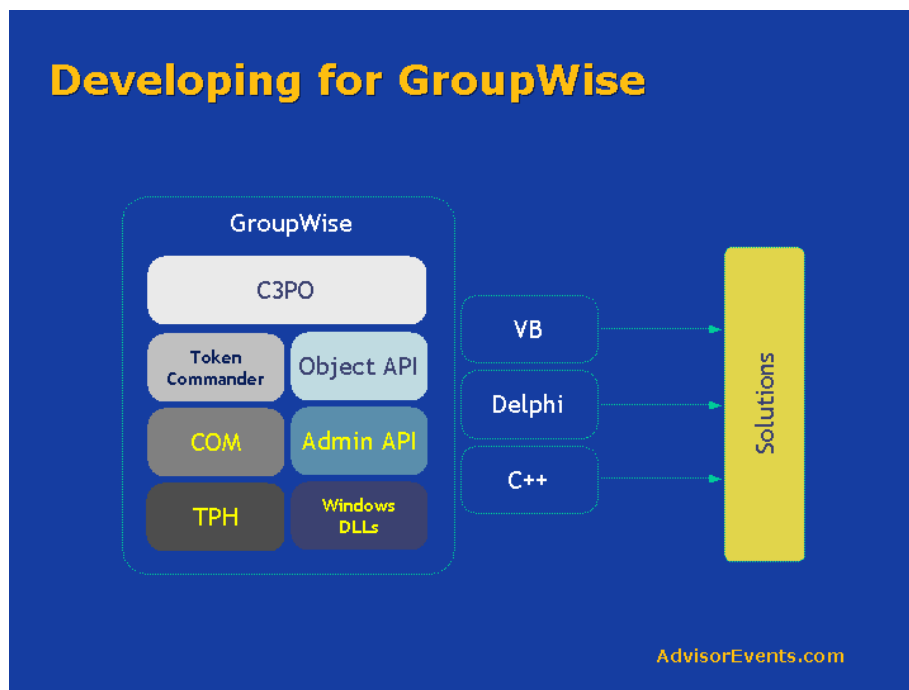 Developing for GroupWise
GroupWise
C3PO
Token
Commander
Object API
COM
Admin API
TPH
Windows
DLLs
VB
Delphi
C++
Solutions
AdvisorEvents.com